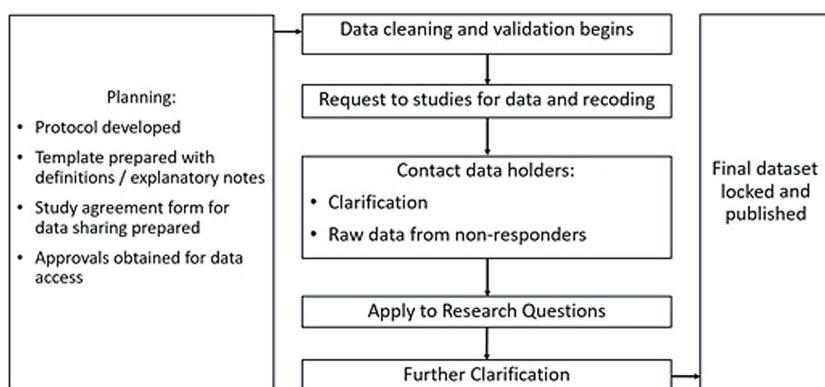 Planning:
• Protocol developed
• Template prepared with
definitions / explanatory notes
• Study agreement form for
data sharing prepared
• Approvals obtained for data
access
Data cleaning and validation begins
Request to studies for data and recoding
Contact data holders:
• Clarification
• Raw data from non-responders
Apply to Research Questions
Further Clarification
Final dataset
locked and
published